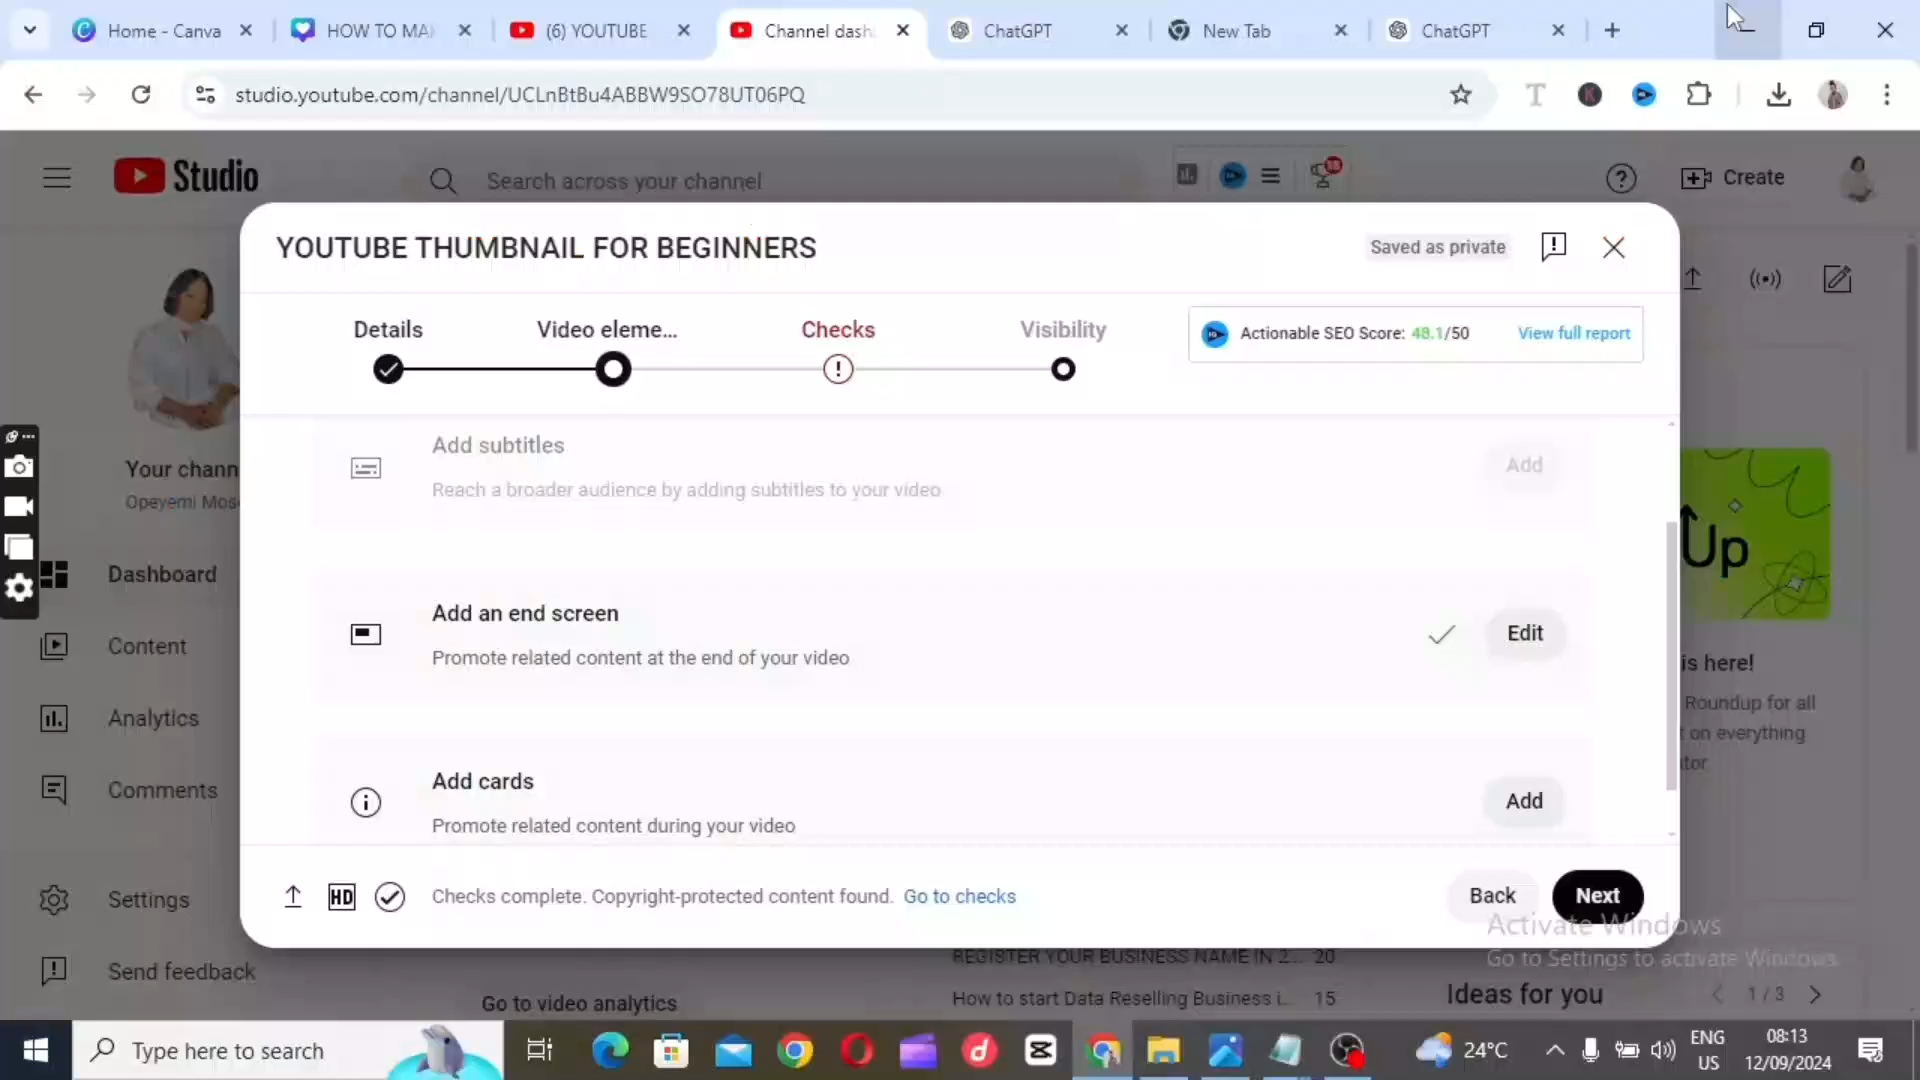 Home - Canva
HOW TO MA
(6) YOUTUBE
Channel dash
ChatGPT
New Tab
ChatGPT
studio.youtube.com/channel/UCLnBtBu4ABBW9SO78UT06PQ
T
K
Studio
Search across your channel
Create
YOUTUBE THUMBNAIL FOR BEGINNERS
Saved as private
Details
Video eleme...
Checks
Visibility
Actionable SEO Score: 48.1/50
View full report
Add subtitles
Reach a broader audience by adding subtitles to your video
Add
Add an end screen
Promote related content at the end of your video
Edit
Add cards
Promote related content during your video
Add
HD
Checks complete. Copyright-protected content found. Go to checks
Back
Next
Your chann
Opeyemi Mos
Dashboard
Content
Analytics
Comments
Settings
Send feedback
Up
is here!
Roundup for all
t on everything
tor
Activate Windows
Go to Settings to activate Windows.
REGISTER YOUR BUSINESS NAME IN 2... 20
How to start Data Reselling Business i... 15
Go to video analytics
Ideas for you
1 / 3
Type here to search
24°C
ENG
US
08:13
12/09/2024